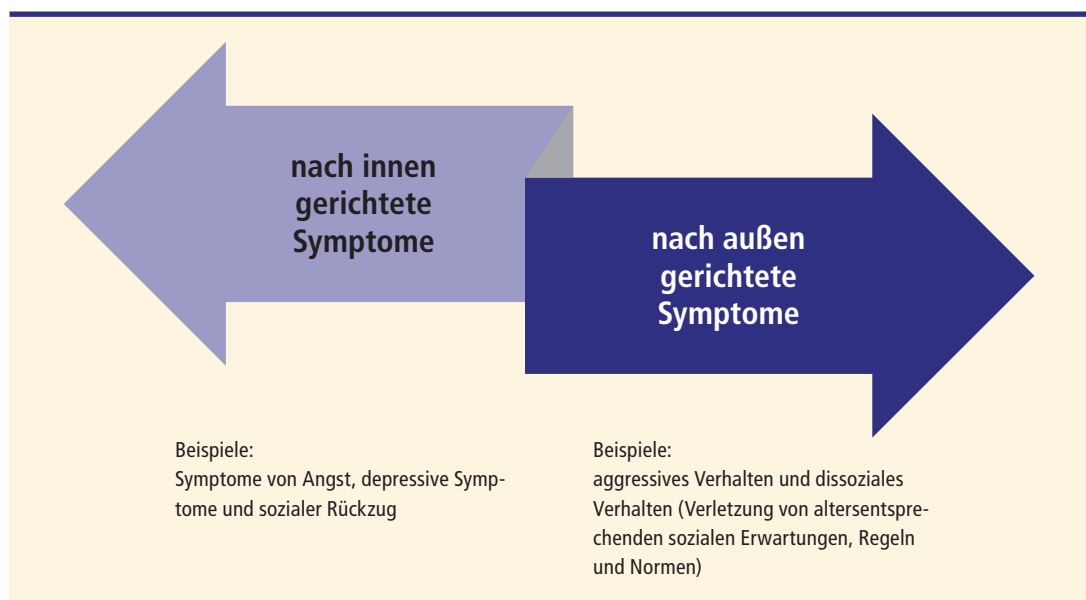 nach innen
gerichtete
Symptome
nach außen
gerichtete
Symptome
Beispiele:
Symptome von Angst, depressive Symp-
tome und sozialer Rückzug
Beispiele:
aggressives Verhalten und dissoziales
Verhalten (Verletzung von altersentspre-
chenden sozialen Erwartungen, Regeln
und Normen)